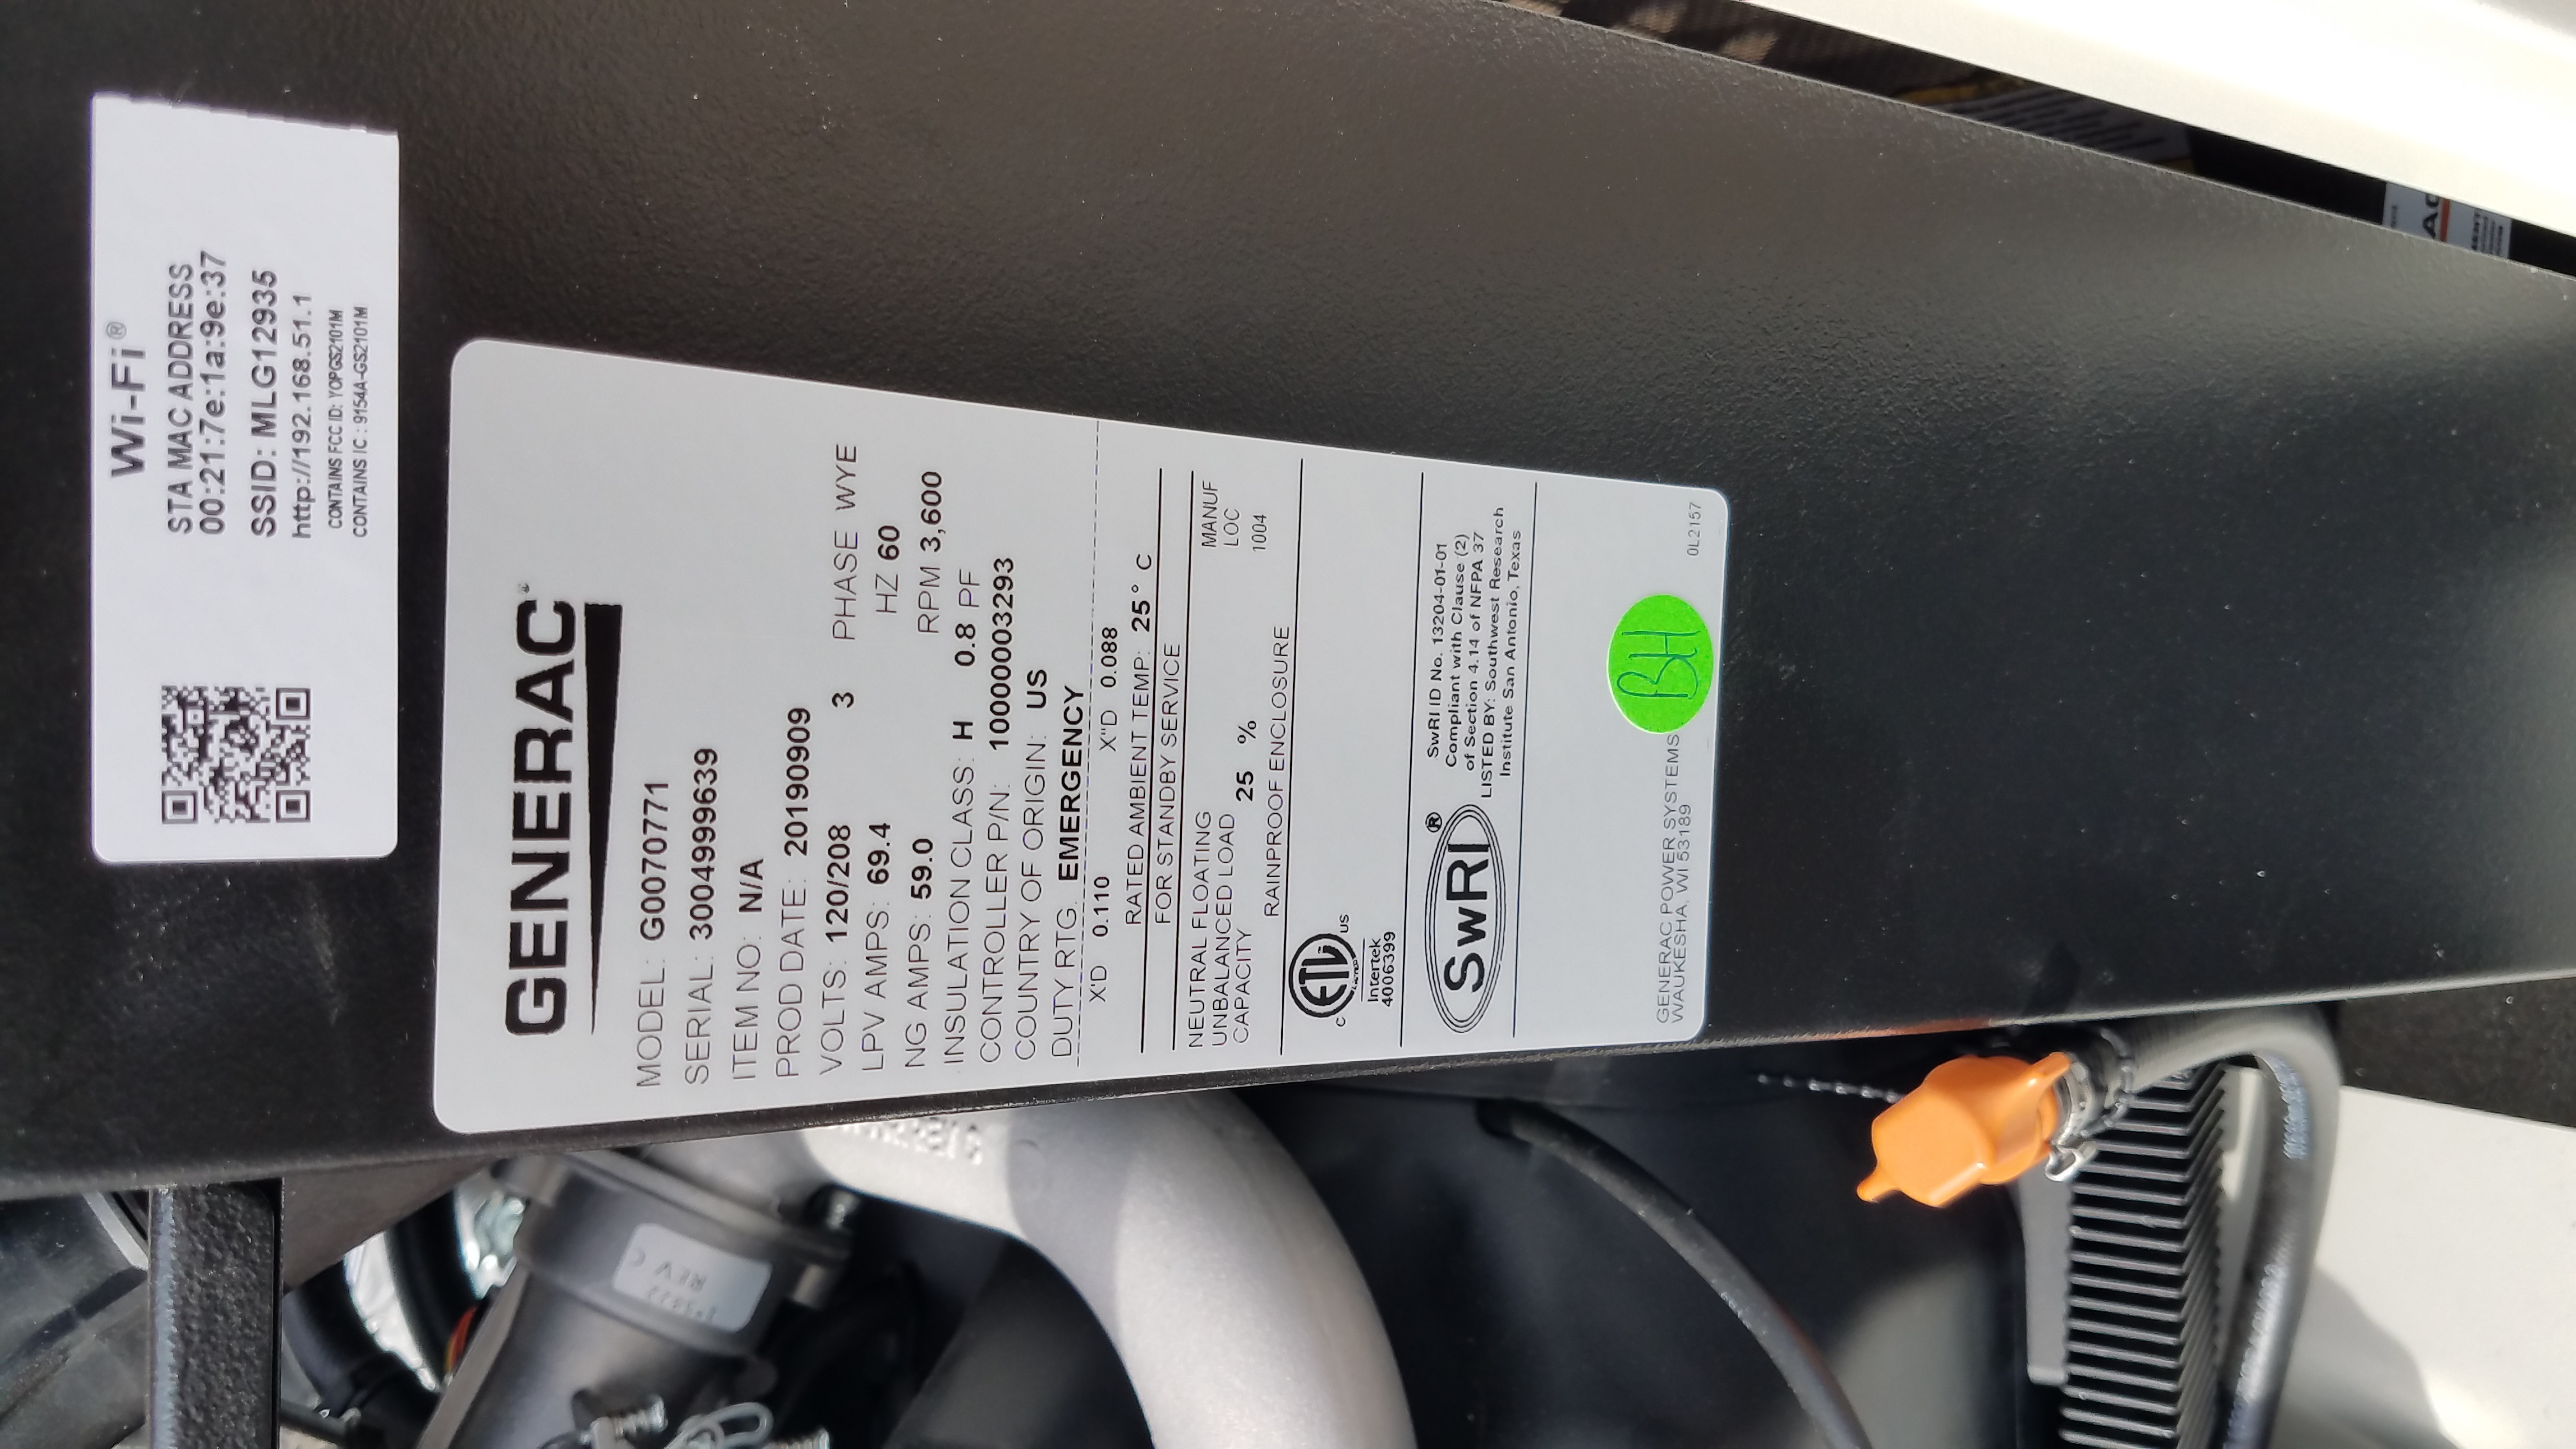 Wi-Fi®
STA MAC ADDRESS
00:21:7e:1a:9e:37
SSID: MLG12935
http://192.168.51.1
CONTAINS FCC ID: YOPGS2101M
CONTAINS IC : 9154A-GS2101M
GENERAC
MODEL: G0070771
SERIAL: 3004999639
ITEM NO: N/A
PROD DATE: 20190909
VOLTS: 120/208 3 PHASE WYE
LPV AMPS: 69.4 HZ 60
NG AMPS: 59.0 RPM 3,600
INSULATION CLASS: H 0.8 PF
CONTROLLER P/N: 10000003293
COUNTRY OF ORIGIN: US
DUTY RTG. EMERGENCY
X'D 0.110 X"D 0.088
RATED AMBIENT TEMP: 25° C
FOR STANDBY SERVICE
NEUTRAL FLOATING
UNBALANCED LOAD
CAPACITY 25 %
MANUF
LOC
1004
RAINPROOF ENCLOSURE
C ETL US
LISTED
Intertek
4006399
SwRI®
SwRI ID No. 13204-01-01
Compliant with Clause (2)
of Section 4.14 of NFPA 37
LISTED BY: Southwest Research
Institute San Antonio, Texas
BH
GENERAC POWER SYSTEMS
WAUKESHA, WI 53189
0L2157
REV C